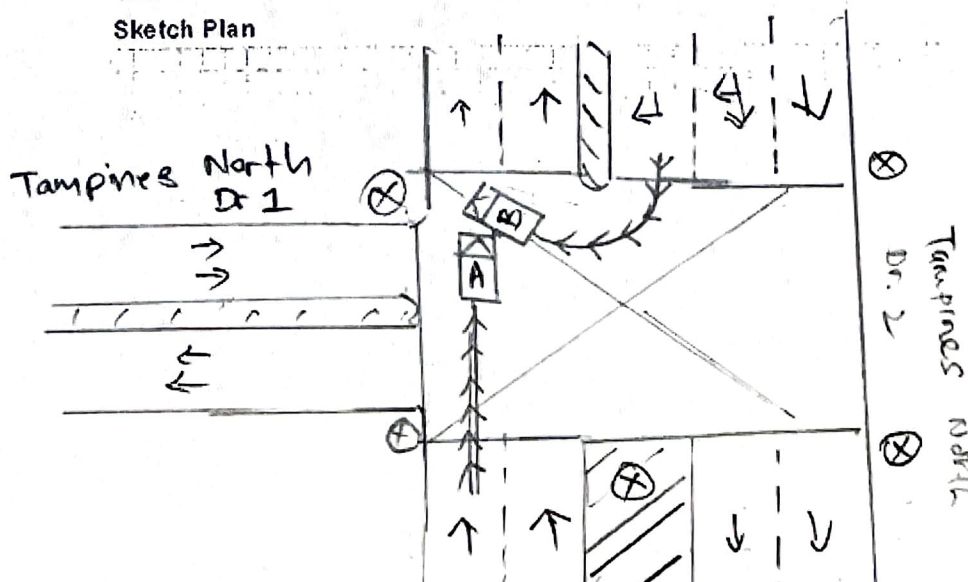 Sketch Plan
Tampines North
Dr 1
B
A
Tampines North
Dr. 2